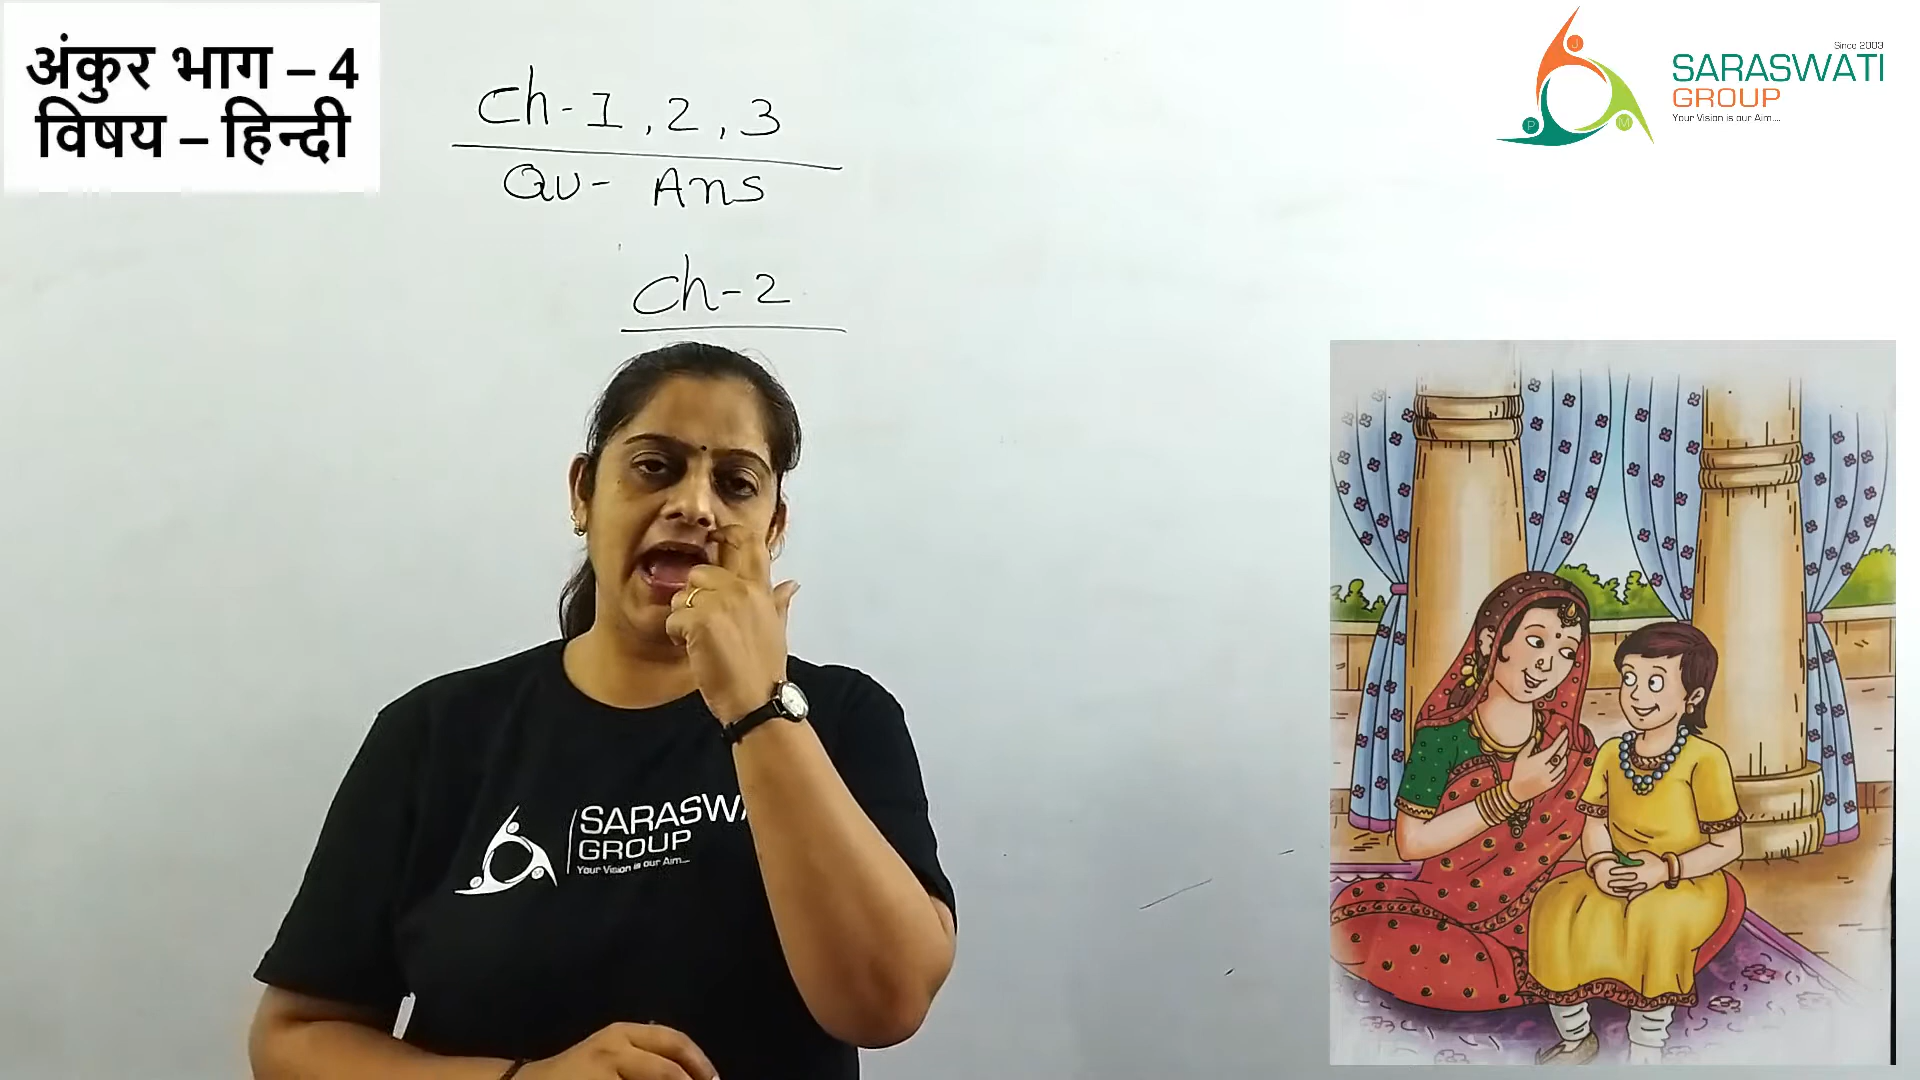 अंकुर भाग – 4
विषय – हिन्दी
Ch-1, 2, 3
Qu- Ans
Ch-2
Since 2003
SARASWATI
GROUP
Your Vision is our Aim....
J
P
M
SARASWA
GROUP
Your Vision is our Aim....